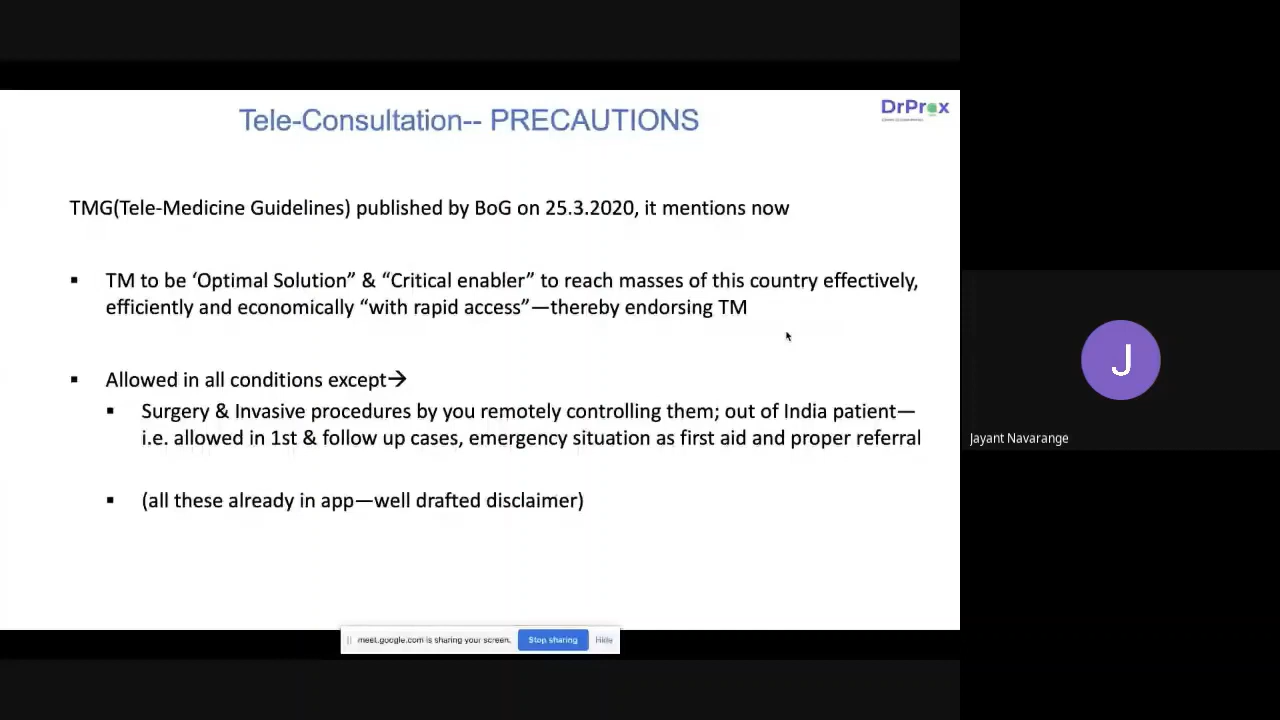 Tele-Consultation-- PRECAUTIONS
DrProx
TMG(Tele-Medicine Guidelines) published by BoG on 25.3.2020, it mentions now
▪ TM to be ‘Optimal Solution” & “Critical enabler” to reach masses of this country effectively,
efficiently and economically “with rapid access”—thereby endorsing TM
▪ Allowed in all conditions except→
▪ Surgery & Invasive procedures by you remotely controlling them; out of India patient—
i.e. allowed in 1st & follow up cases, emergency situation as first aid and proper referral
▪ (all these already in app—well drafted disclaimer)
J
Jayant Navarange
meet.google.com is sharing your screen.
Stop sharing
Hide